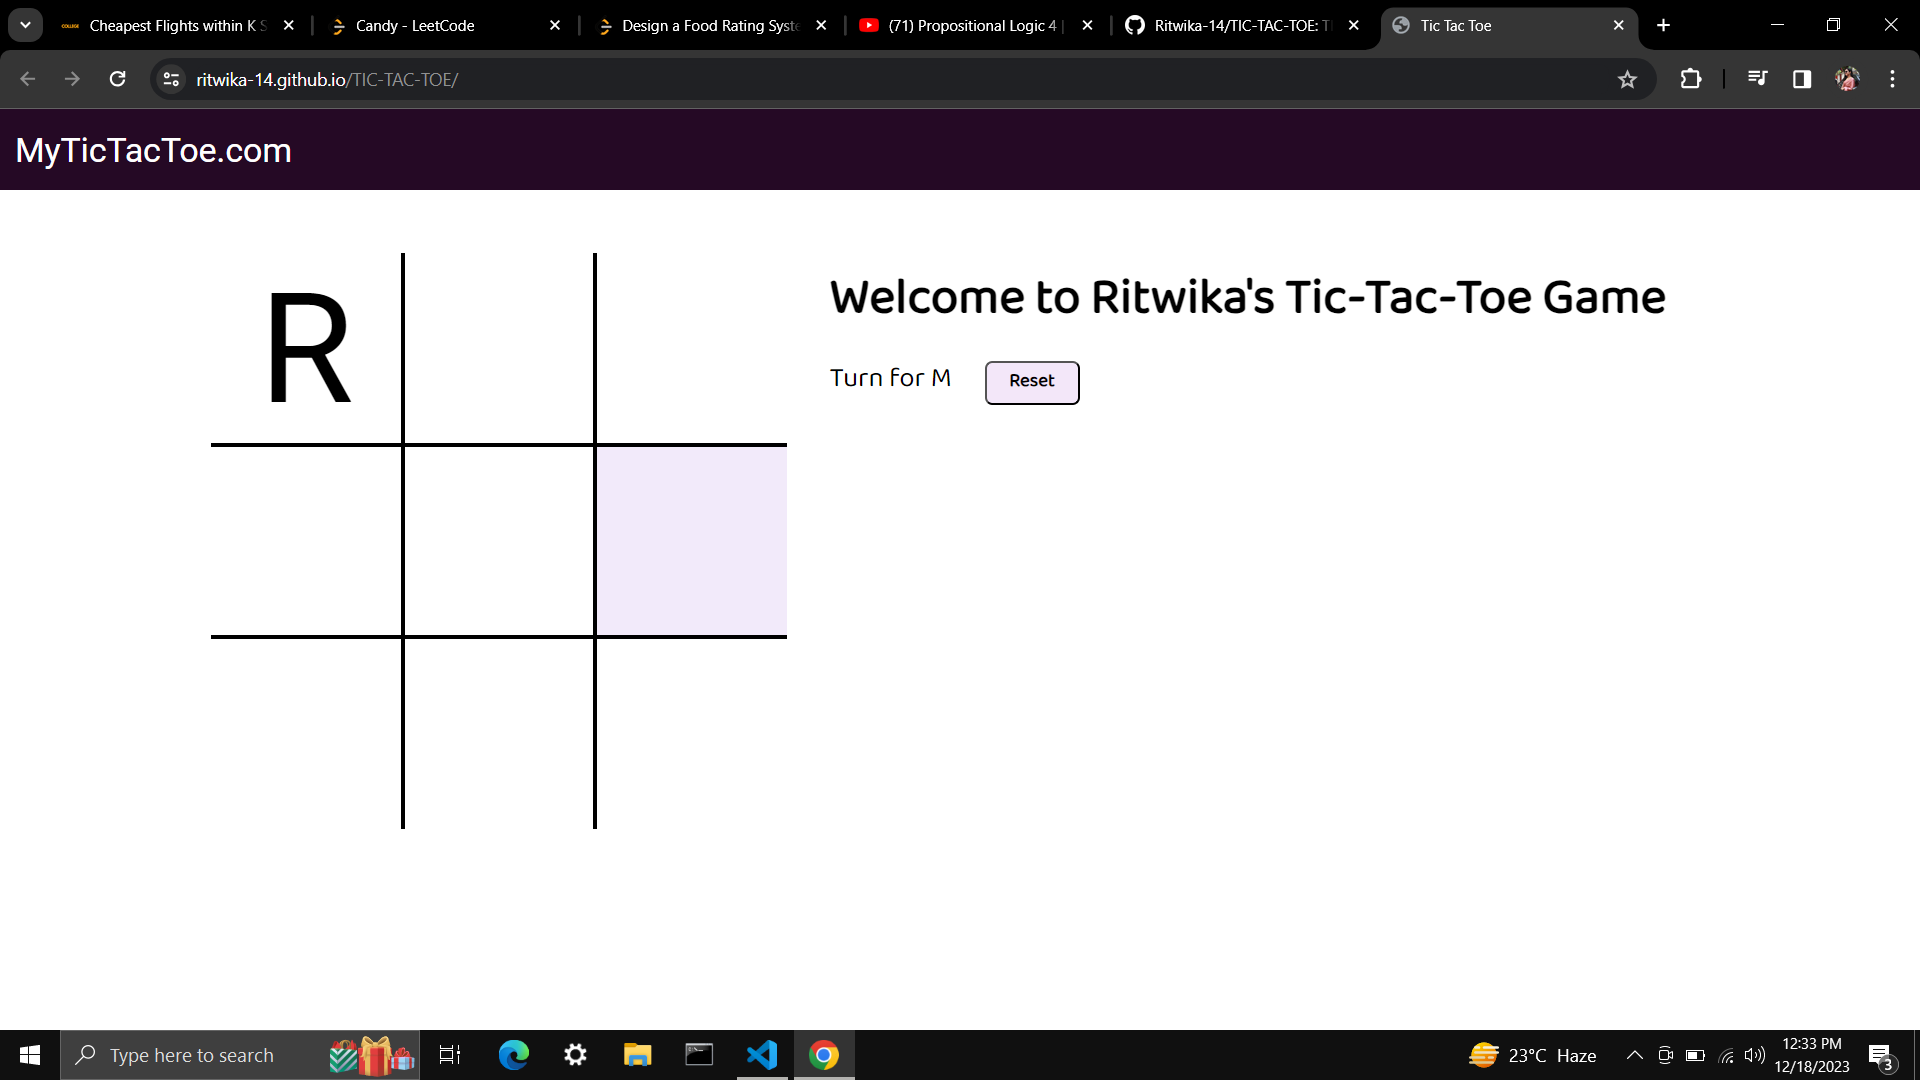 Cheapest Flights within K S
Candy - LeetCode
Design a Food Rating Syste
(71) Propositional Logic 4 |
Ritwika-14/TIC-TAC-TOE: T
Tic Tac Toe
ritwika-14.github.io/TIC-TAC-TOE/
MyTicTacToe.com
R
Welcome to Ritwika's Tic-Tac-Toe Game
Turn for M
Reset
Type here to search
23°C Haze
12:33 PM
12/18/2023
3